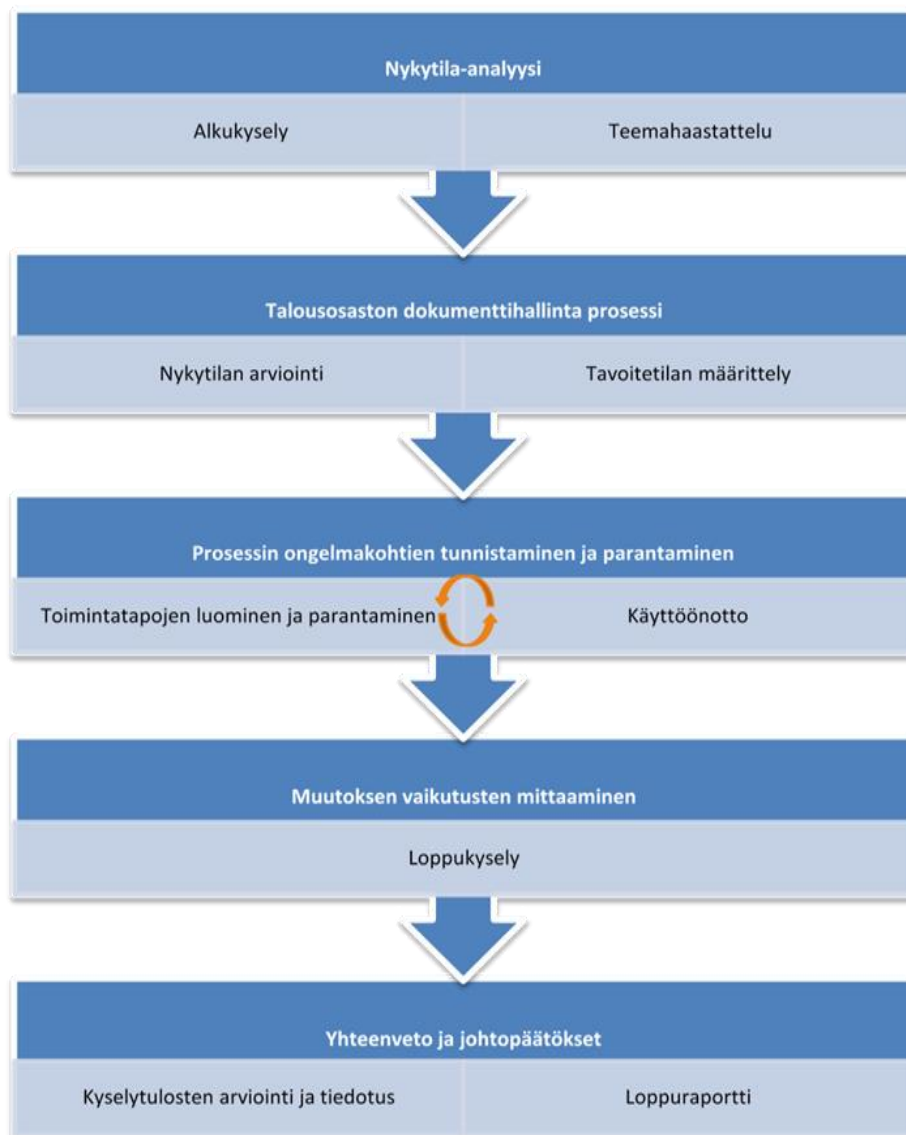 Nykytila-analyysi
Alkukysely
Teemahaastattelu
Talousosaston dokumenttihallinta prosessi
Nykytilan arviointi
Tavoitetilan määrittely
Prosessin ongelmakohtien tunnistaminen ja parantaminen
Toimintatapojen luominen ja parantaminen
Käyttöönotto
Muutoksen vaikutusten mittaaminen
Loppukysely
Yhteenveto ja johtopäätökset
Kyselytulosten arviointi ja tiedotus
Loppuraportti